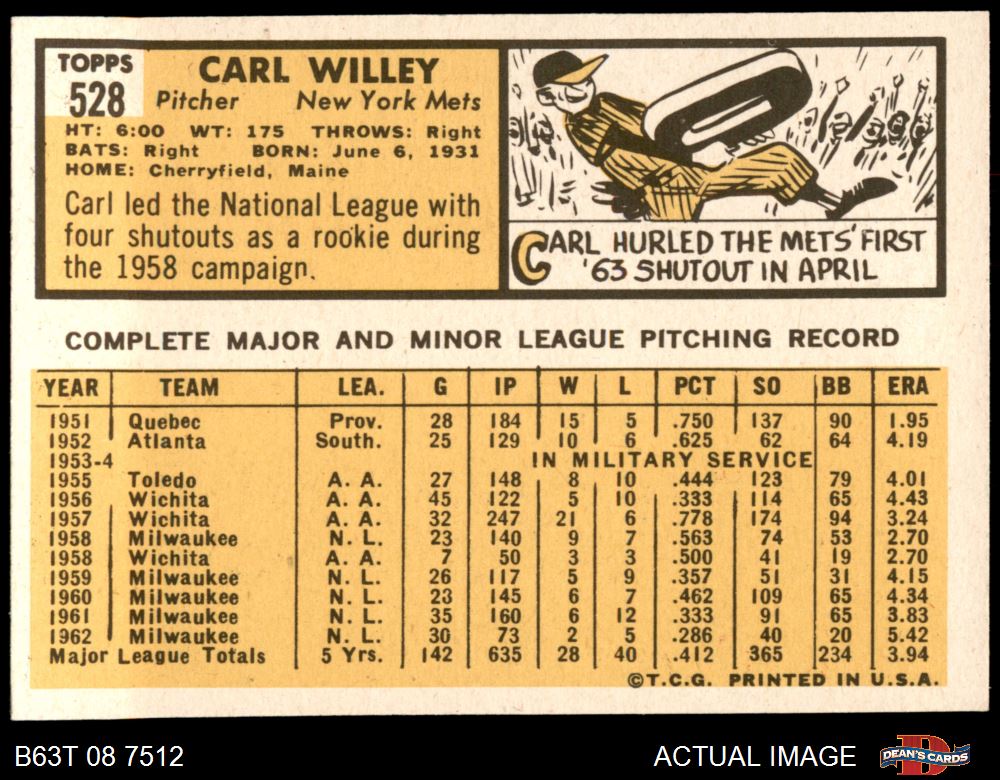 TOPPS
528
CARL WILLEY
Pitcher New York Mets
HT: 6:00 WT: 175 THROWS: Right
BATS: Right BORN: June 6, 1931
HOME: Cherryfield, Maine
Carl led the National League with
four shutouts as a rookie during
the 1958 campaign.
CARL HURLED THE METS' FIRST
'63 SHUTOUT IN APRIL
COMPLETE MAJOR AND MINOR LEAGUE PITCHING RECORD
YEAR TEAM LEA. G IP W L PCT SO BB ERA
1951 Quebec Prov. 28 184 15 5 .750 137 90 1.95
1952 Atlanta South. 25 129 10 6 .625 62 64 4.19
1953-4 IN MILITARY SERVICE
1955 Toledo A. A. 27 148 8 10 .444 123 79 4.01
1956 Wichita A. A. 45 122 5 10 .333 114 65 4.43
1957 Wichita A. A. 32 247 21 6 .778 174 94 3.24
1958 Milwaukee N. L. 23 140 9 7 .563 74 53 2.70
1958 Wichita A. A. 7 50 3 3 .500 41 19 2.70
1959 Milwaukee N. L. 26 117 5 9 .357 51 31 4.15
1960 Milwaukee N. L. 23 145 6 7 .462 109 65 4.34
1961 Milwaukee N. L. 35 160 6 12 .333 91 65 3.83
1962 Milwaukee N. L. 30 73 2 5 .286 40 20 5.42
Major League Totals 5 Yrs. 142 635 28 40 .412 365 234 3.94
©T.C.G. PRINTED IN U.S.A.
B63T 08 7512 ACTUAL IMAGE DEAN'S CARDS